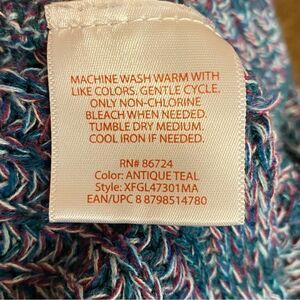 MACHINE WASH WARM WITH
LIKE COLORS. GENTLE CYCLE.
ONLY NON-CHLORINE
BLEACH WHEN NEEDED.
TUMBLE DRY MEDIUM.
COOL IRON IF NEEDED.
RN# 86724
Color: ANTIQUE TEAL
Style: XFGL47301MA
EAN/UPC 8 8798514780